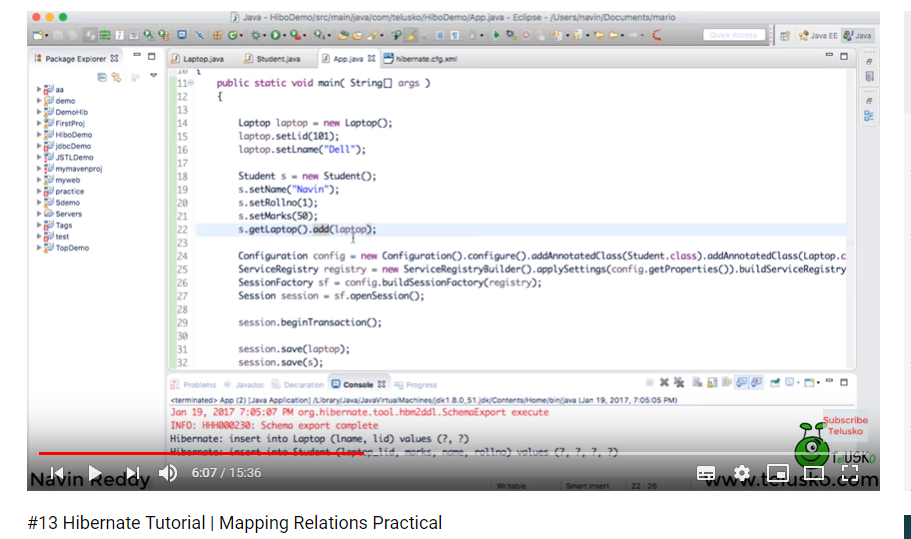 Java - HiboDemo/src/main/java/com/telusko/HiboDemo/App.java - Eclipse - /Users/navin/Documents/mario
Quick Access
Java EE
Java
Package Explorer
Laptop.java
Student.java
App.java
hibernate.cfg.xml
aa
demo
DemoHib
FirstProj
HiboDemo
jdbcDemo
JSTLDemo
mymavenproj
myweb
practice
Sdemo
Servers
Tags
test
TopDemo
10 {
11 public static void main( String[] args )
12 {
13
14 Laptop laptop = new Laptop();
15 laptop.setLid(101);
16 laptop.setLname("Dell");
17
18 Student s = new Student();
19 s.setName("Navin");
20 s.setRollno(1);
21 s.setMarks(50);
22 s.getLaptop().add(laptop);
23
24 Configuration config = new Configuration().configure().addAnnotatedClass(Student.class).addAnnotatedClass(Laptop.c
25 ServiceRegistry registry = new ServiceRegistryBuilder().applySettings(config.getProperties()).buildServiceRegistry
26 SessionFactory sf = config.buildSessionFactory(registry);
27 Session session = sf.openSession();
28
29 session.beginTransaction();
30
31 session.save(laptop);
32 session.save(s);
Problems
Javadoc
Declaration
Console
Progress
<terminated> App (2) [Java Application] /Library/Java/JavaVirtualMachines/jdk1.8.0_51.jdk/Contents/Home/bin/java (Jan 19, 2017, 7:05:05 PM)
Jan 19, 2017 7:05:07 PM org.hibernate.tool.hbm2ddl.SchemaExport execute
INFO: HHH000230: Schema export complete
Hibernate: insert into Laptop (lname, lid) values (?, ?)
Hibernate: insert into Student (laptop_lid, marks, name, rollno) values (?, ?, ?, ?)
Subscribe
Telusko
TelUSKO
6:07 / 15:36
Navin Reddy
Writable
Smart Insert
22 : 26
www.telusko.com
#13 Hibernate Tutorial | Mapping Relations Practical